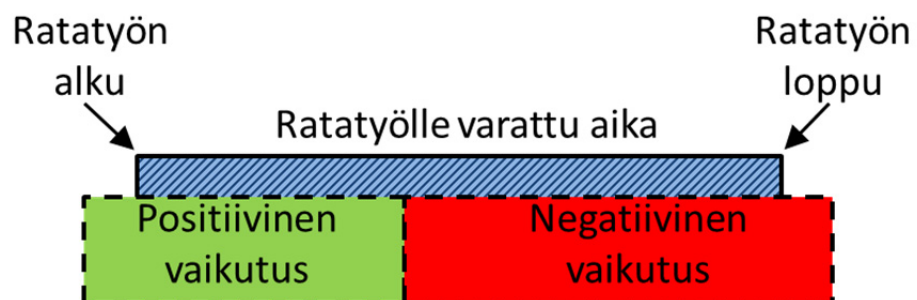 Ratatyön
alku
Ratatyön
loppu
Ratatyölle varattu aika
Positiivinen
vaikutus
Negatiivinen
vaikutus